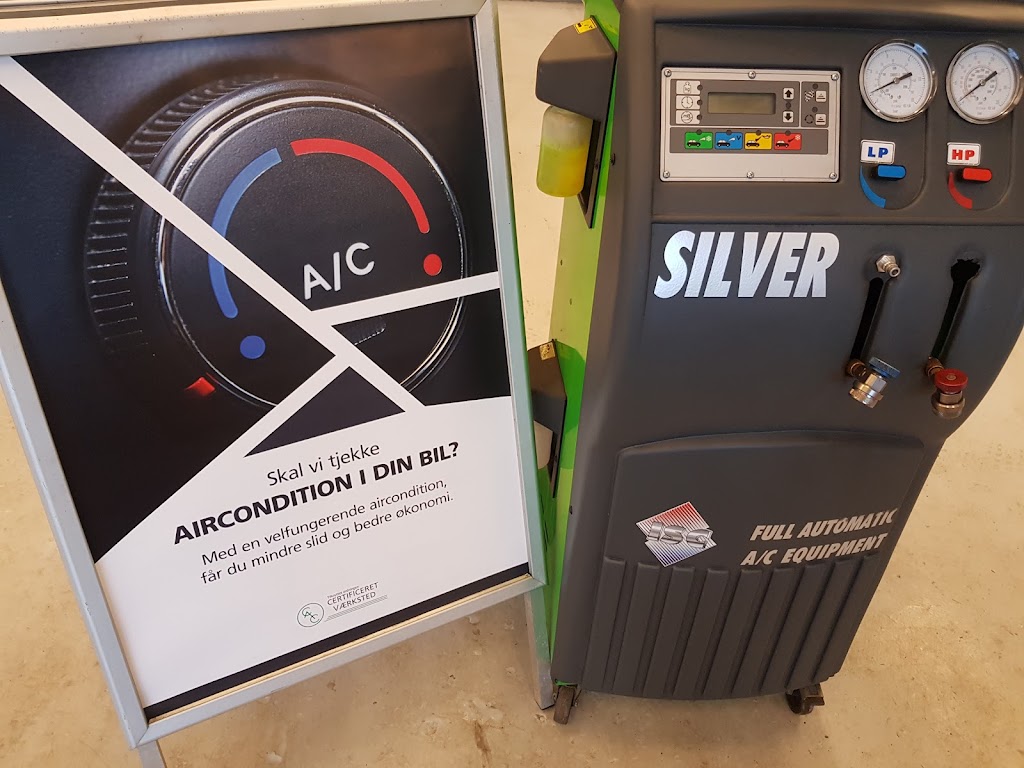 A/C
Skal vi tjekke
AIRCONDITION I DIN BIL?
Med en velfungerende aircondition,
får du mindre slid og bedre økonomi.
CERTIFICERET
VÆRKSTED
CAC
LP
HP
SILVER
FULL AUTOMATIC
A/C EQUIPMENT